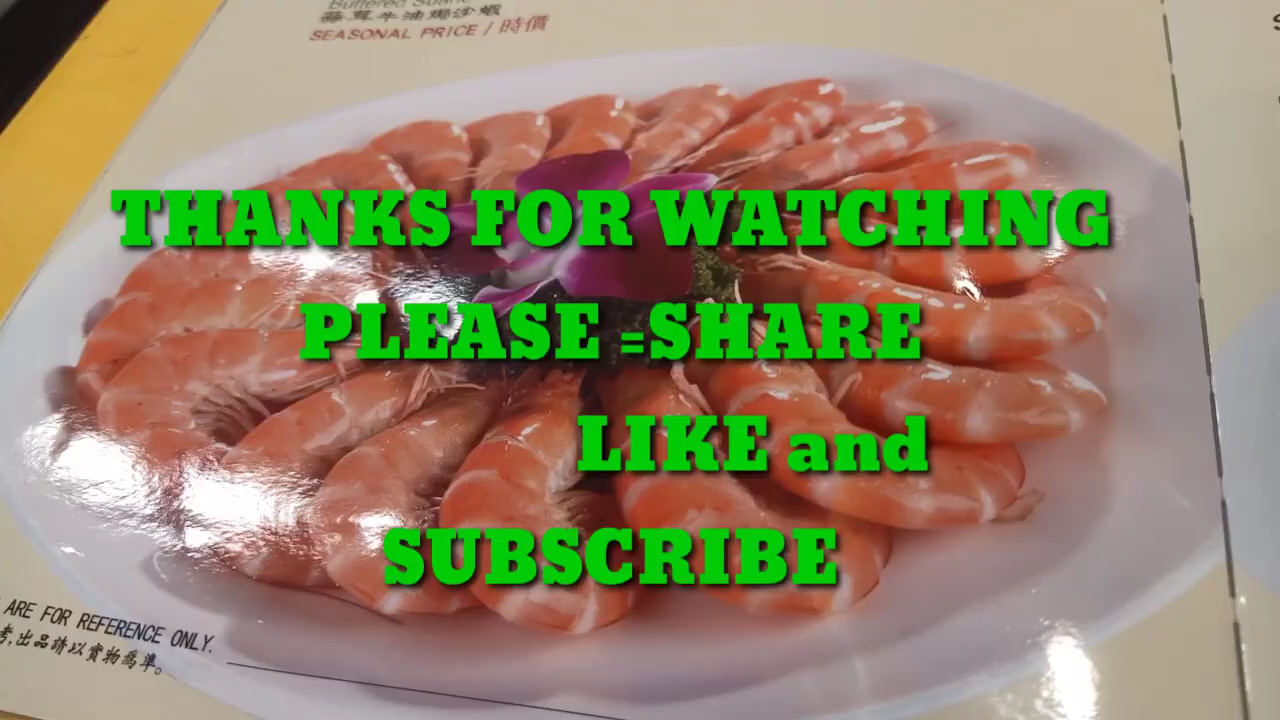 Buttered
蒜茸牛油焗沙蝦
SEASONAL PRICE / 時價
THANKS FOR WATCHING
PLEASE =SHARE
LIKE and
SUBSCRIBE
ARE FOR REFERENCE ONLY.
考,出品請以實物為準。